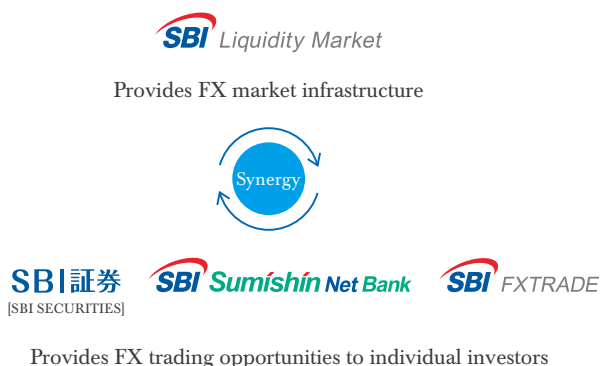 SBI Liquidity Market
Provides FX market infrastructure
Synergy
SBI証券 SBI Sumishin Net Bank SBI FXTRADE
[SBI SECURITIES]
Provides FX trading opportunities to individual investors